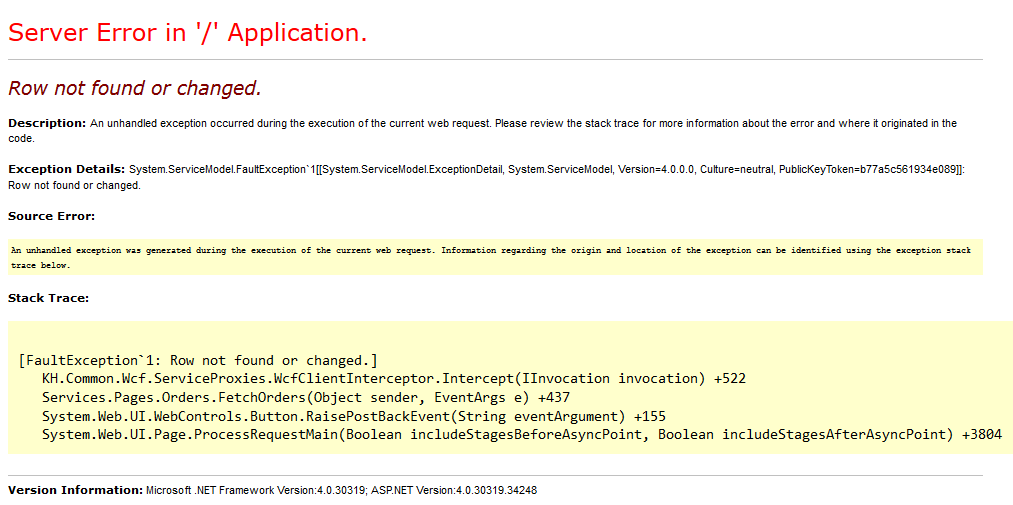 Server Error in '/' Application.
Row not found or changed.
Description: An unhandled exception occurred during the execution of the current web request. Please review the stack trace for more information about the error and where it originated in the
code.
Exception Details: System.ServiceModel.FaultException`1[[System.ServiceModel.ExceptionDetail, System.ServiceModel, Version=4.0.0.0, Culture=neutral, PublicKeyToken=b77a5c561934e089]]:
Row not found or changed.
Source Error:
An unhandled exception was generated during the execution of the current web request. Information regarding the origin and location of the exception can be identified using the exception stack
trace below.
Stack Trace:
[FaultException`1: Row not found or changed.]
KH.Common.Wcf.ServiceProxies.WcfClientInterceptor.Intercept(IInvocation invocation) +522
Services.Pages.Orders.FetchOrders(Object sender, EventArgs e) +437
System.Web.UI.WebControls.Button.RaisePostBackEvent(String eventArgument) +155
System.Web.UI.Page.ProcessRequestMain(Boolean includeStagesBeforeAsyncPoint, Boolean includeStagesAfterAsyncPoint) +3804
Version Information: Microsoft .NET Framework Version:4.0.30319; ASP.NET Version:4.0.30319.34248